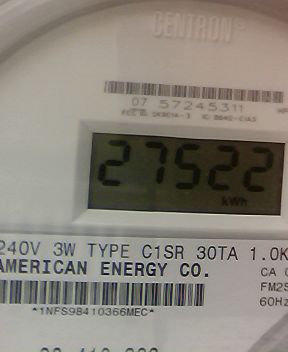 CENTRON®
07 57245311
27522
kWh
240V 3W TYPE C1SR 30TA 1.0K
AMERICAN ENERGY CO.
CA
FM2S
60Hz
*1NFS98410366MEC*